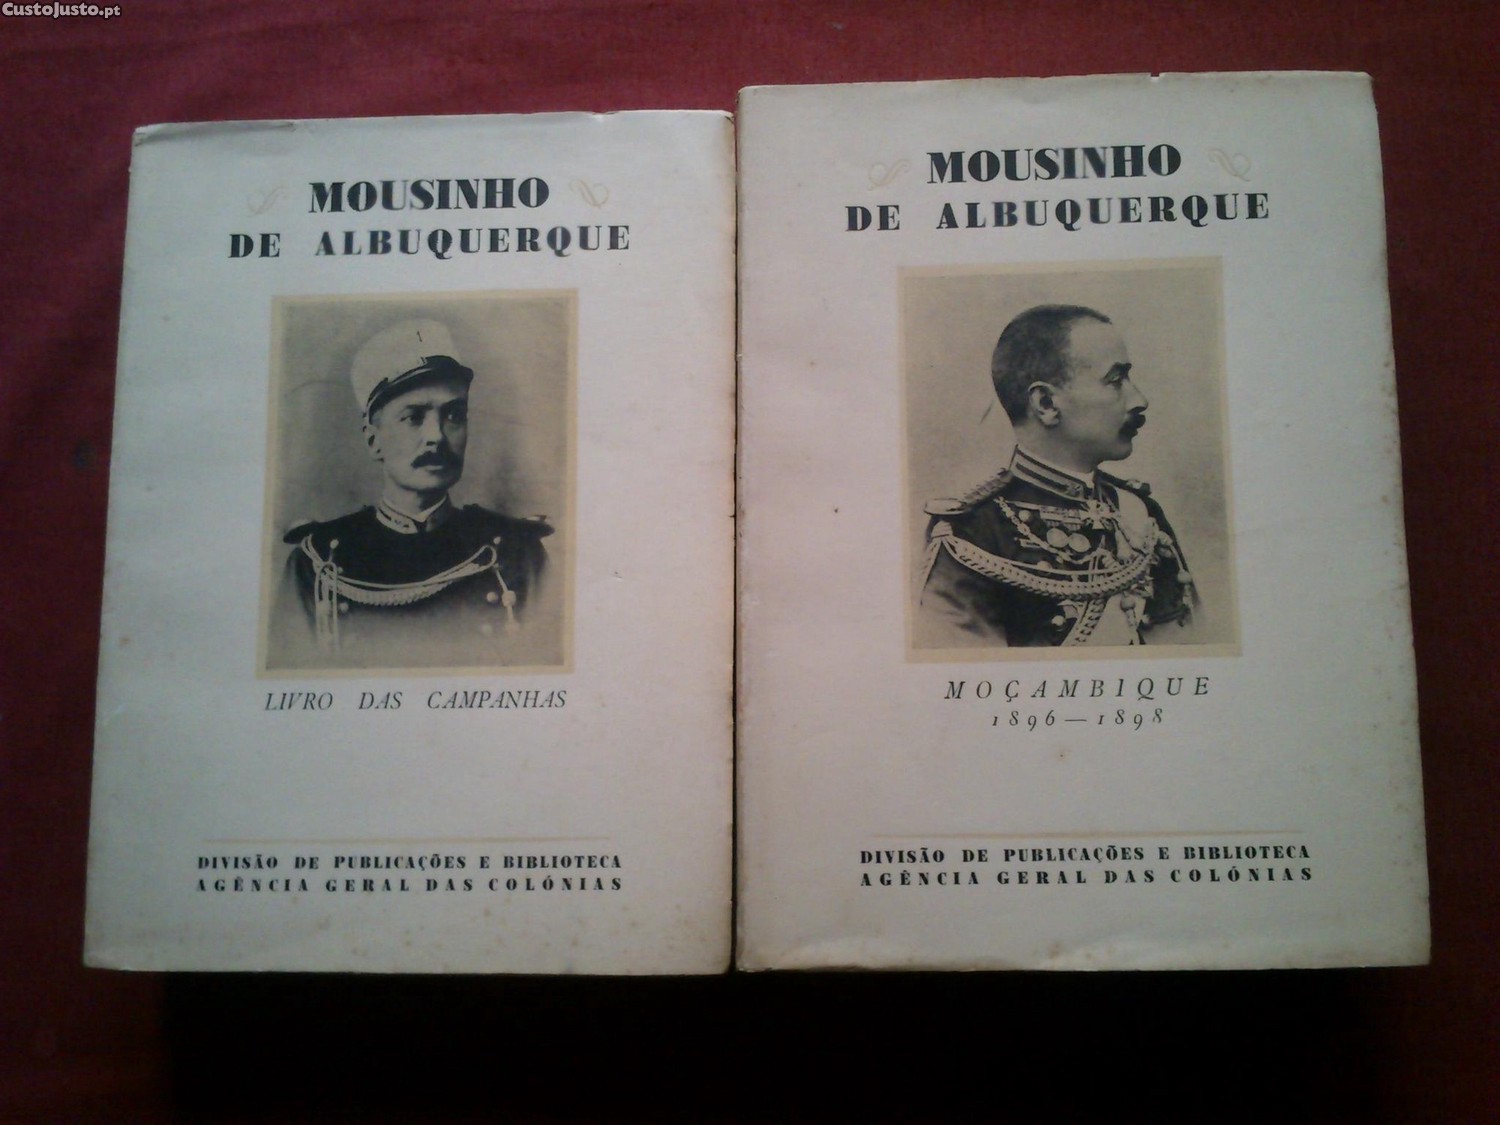 CustoJusto.pt
MOUSINHO
DE ALBUQUERQUE
LIVRO DAS CAMPANHAS
DIVISÃO DE PUBLICAÇÕES E BIBLIOTECA
AGÊNCIA GERAL DAS COLÓNIAS
MOUSINHO
DE ALBUQUERQUE
MOÇAMBIQUE
1896—1898
DIVISÃO DE PUBLICAÇÕES E BIBLIOTECA
AGÊNCIA GERAL DAS COLÓNIAS